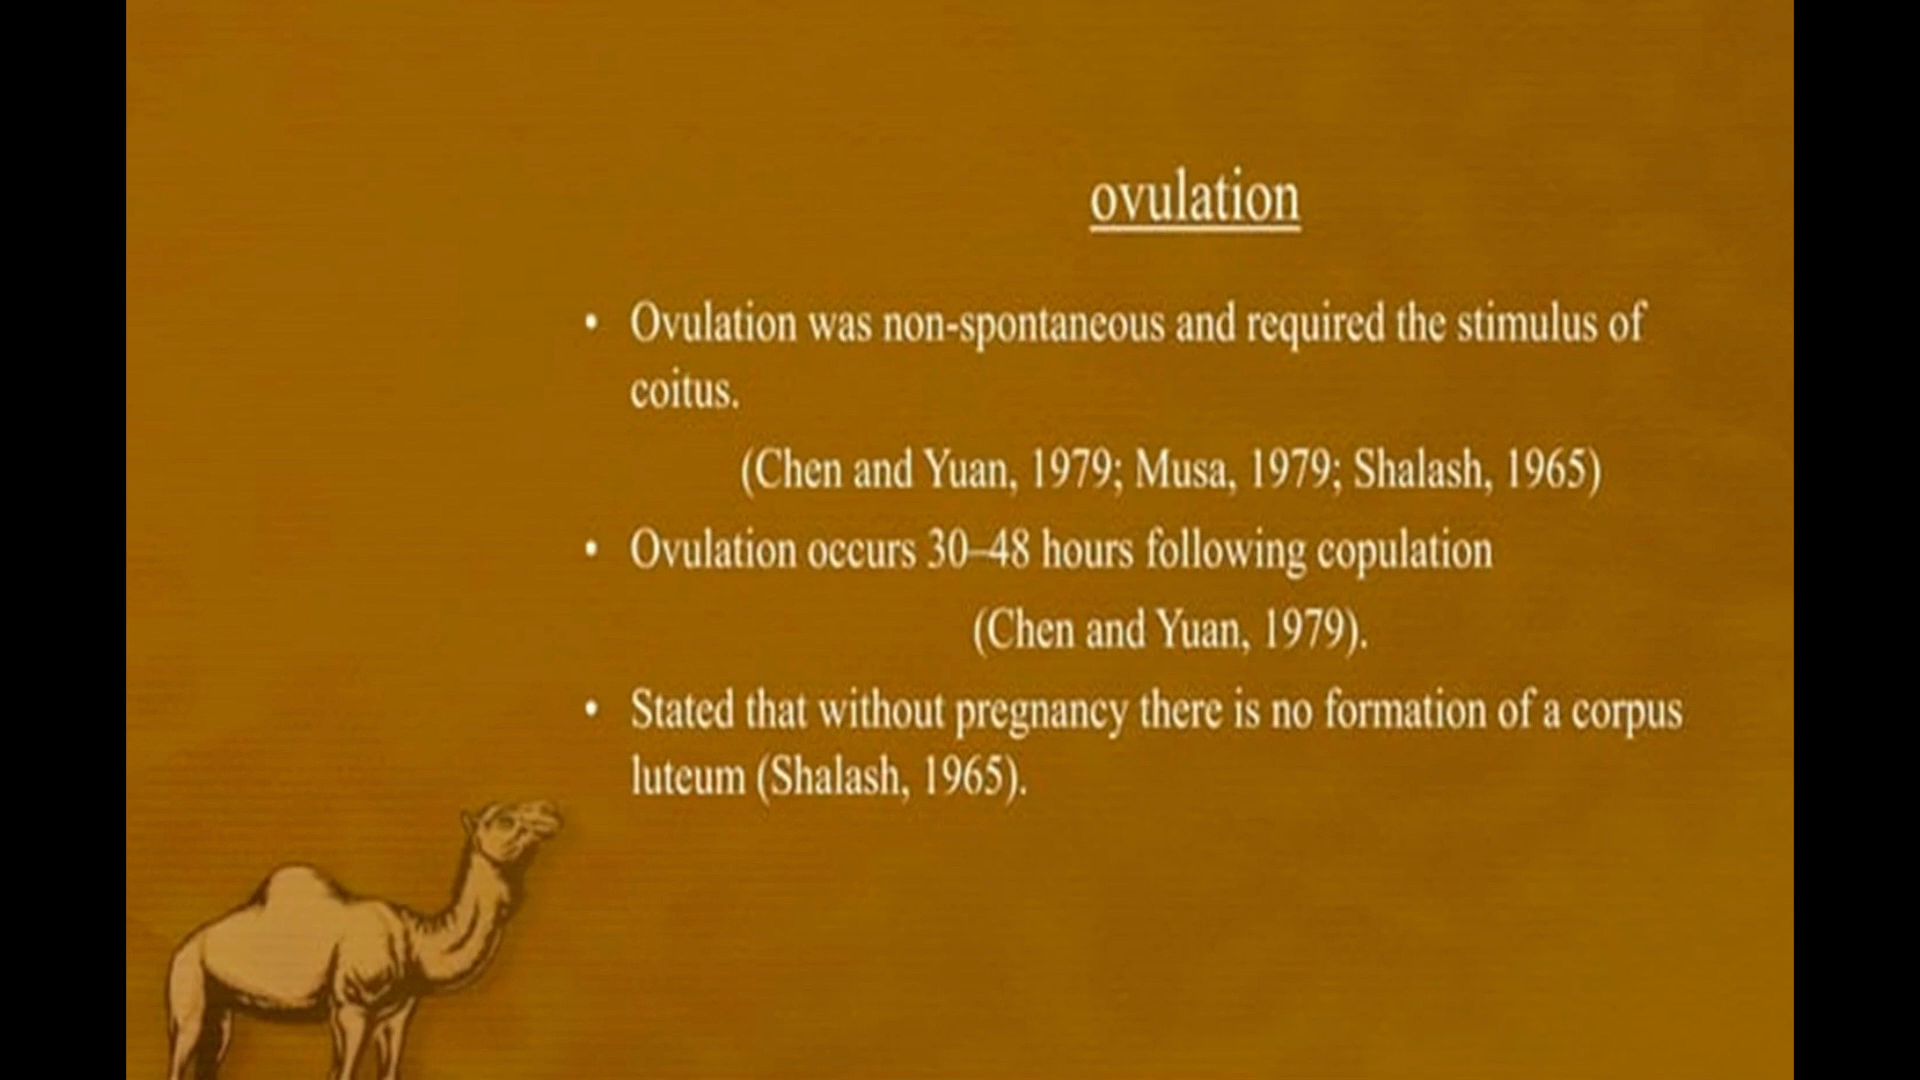 ovulation
• Ovulation was non-spontaneous and required the stimulus of
coitus.
(Chen and Yuan, 1979; Musa, 1979; Shalash, 1965)
• Ovulation occurs 30–48 hours following copulation
(Chen and Yuan, 1979).
• Stated that without pregnancy there is no formation of a corpus
luteum (Shalash, 1965).